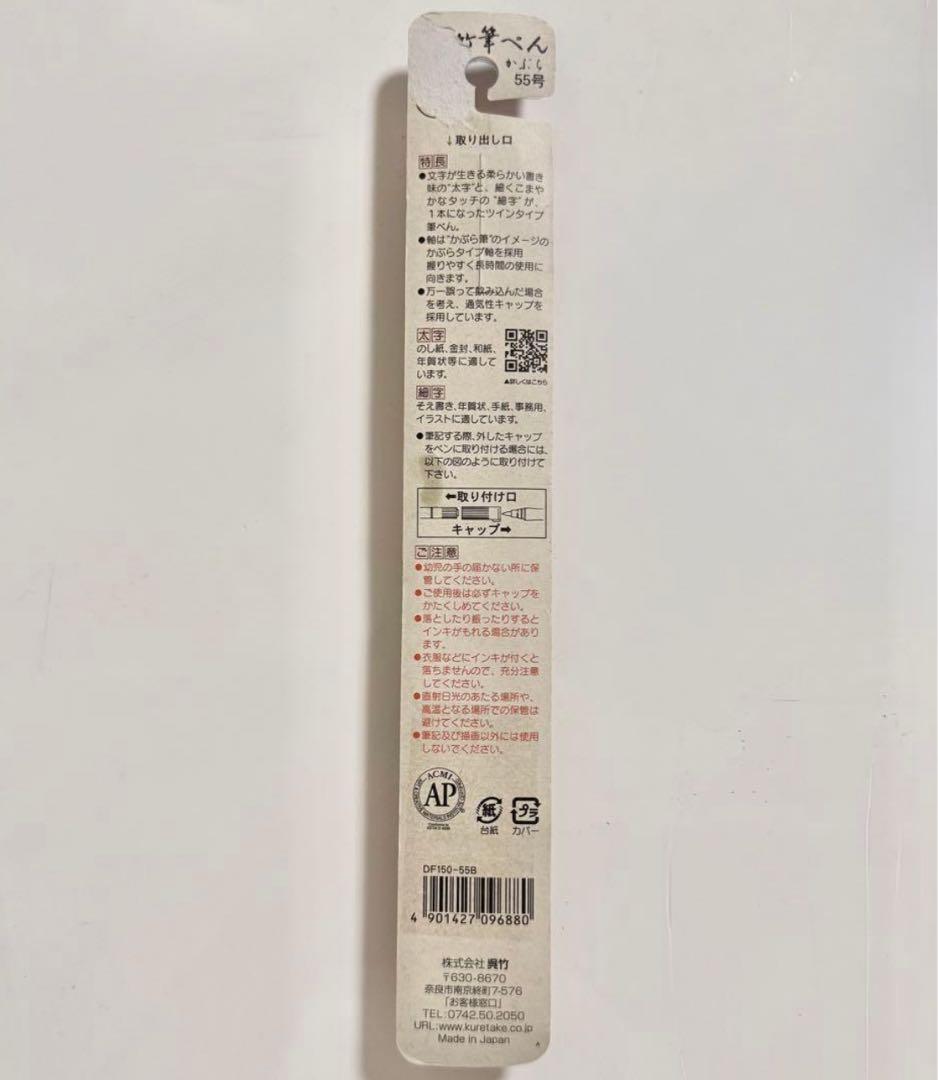 竹筆ぺん
かぶら
55号
↓取り出し口
特長
●文字が生きる柔らかい書き
味の"太字"と、細くこまや
かなタッチの"細字"が、
1本になったツインタイプ
筆ぺん。
●軸は"かぶら筆"のイメージの
かぶらタイプ軸を採用
握りやすく長時間の使用に
向きます。
●万一誤って飲み込んだ場合
を考え、通気性キャップを
採用しています。
太字
のし紙、金封、和紙、
年賀状等に適して
います。
▲詳しくはこちら
細字
そえ書き、年賀状、手紙、事務用、
イラストに適しています。
●筆記する際、外したキャップ
をペンに取り付ける場合には、
以下の図のように取り付けて
下さい。
←取り付け口
キャップ→
ご注意
●幼児の手の届かない所に保
管してください。
●ご使用後は必ずキャップを
かたくしめてください。
●落としたり振ったりすると
インキがもれる場合があり
ます。
●衣服などにインキが付くと
落ちませんので、充分注意
してください。
●直射日光のあたる場所や、
高温となる場所での保管は
避けてください。
●筆記及び描画以外には使用
しないでください。
ACMI
AP
紙
台紙
プラ
カバー
DF150-55B
4 901427 096880
株式会社 呉竹
〒630-8670
奈良市南京終町7-576
「お客様窓口」
TEL:0742.50.2050
URL:www.kuretake.co.jp
Made in Japan